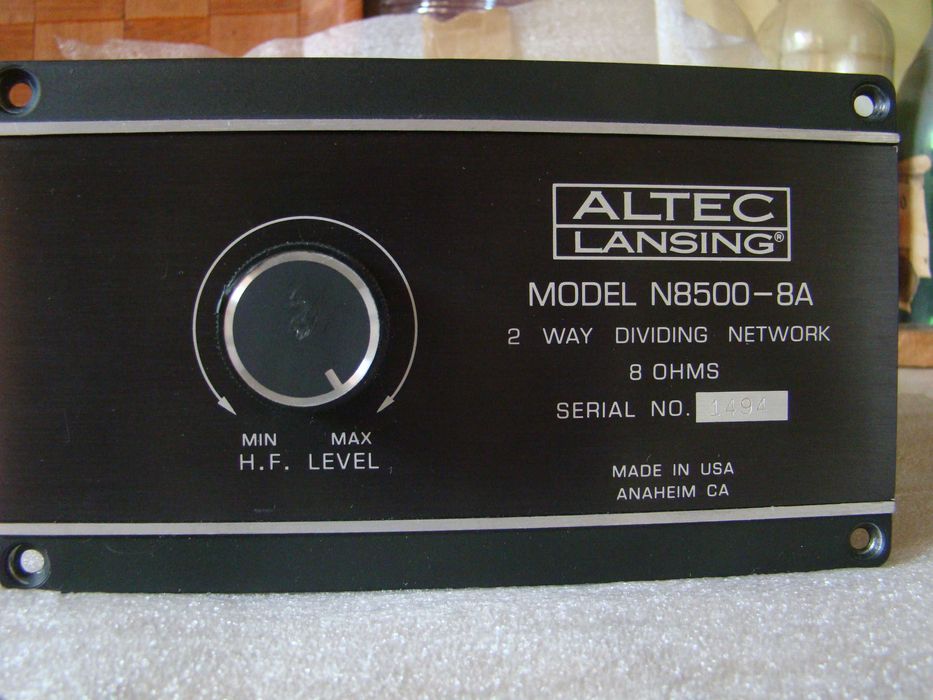 ALTEC
LANSING®
MODEL N8500-8A
2 WAY DIVIDING NETWORK
8 OHMS
SERIAL NO. 1494
MIN MAX
H.F. LEVEL
MADE IN USA
ANAHEIM CA